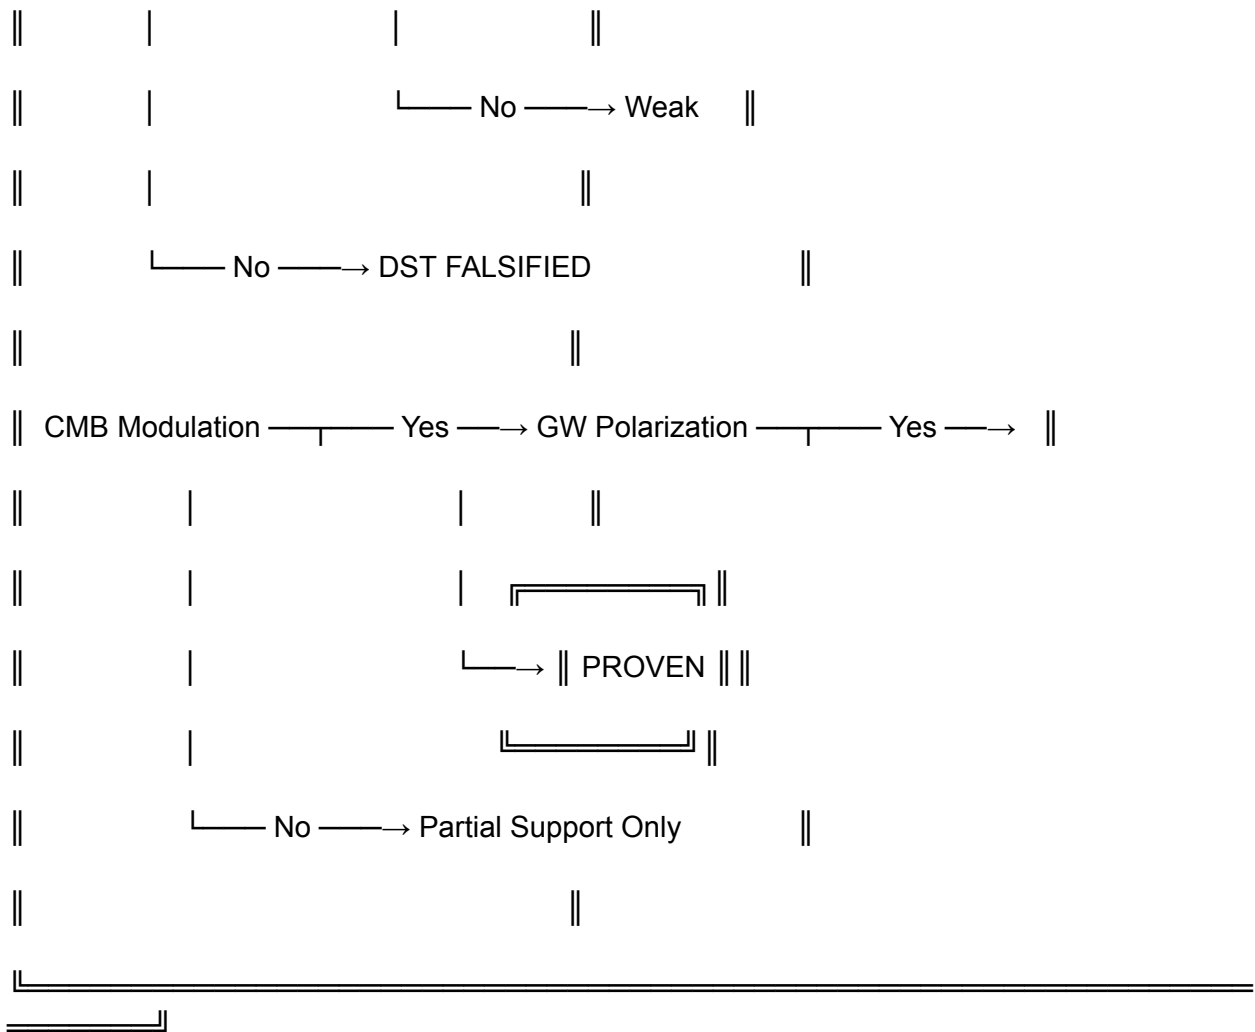 ║ │ │ ║
║ │ └─── No ───→ Weak ║
║ │ ║
║ └─── No ───→ DST FALSIFIED ║
║ ║
║ CMB Modulation ──┬─── Yes ──→ GW Polarization ──┬─── Yes ──→ ║
║ │ │ ║
║ │ │ ╔═════════╗║
║ │ └──→ ║ PROVEN ║║
║ │ ╚═════════╝║
║ └─── No ───→ Partial Support Only ║
║ ║
╚══════════════════════════════════════════════════════════
═══════╝